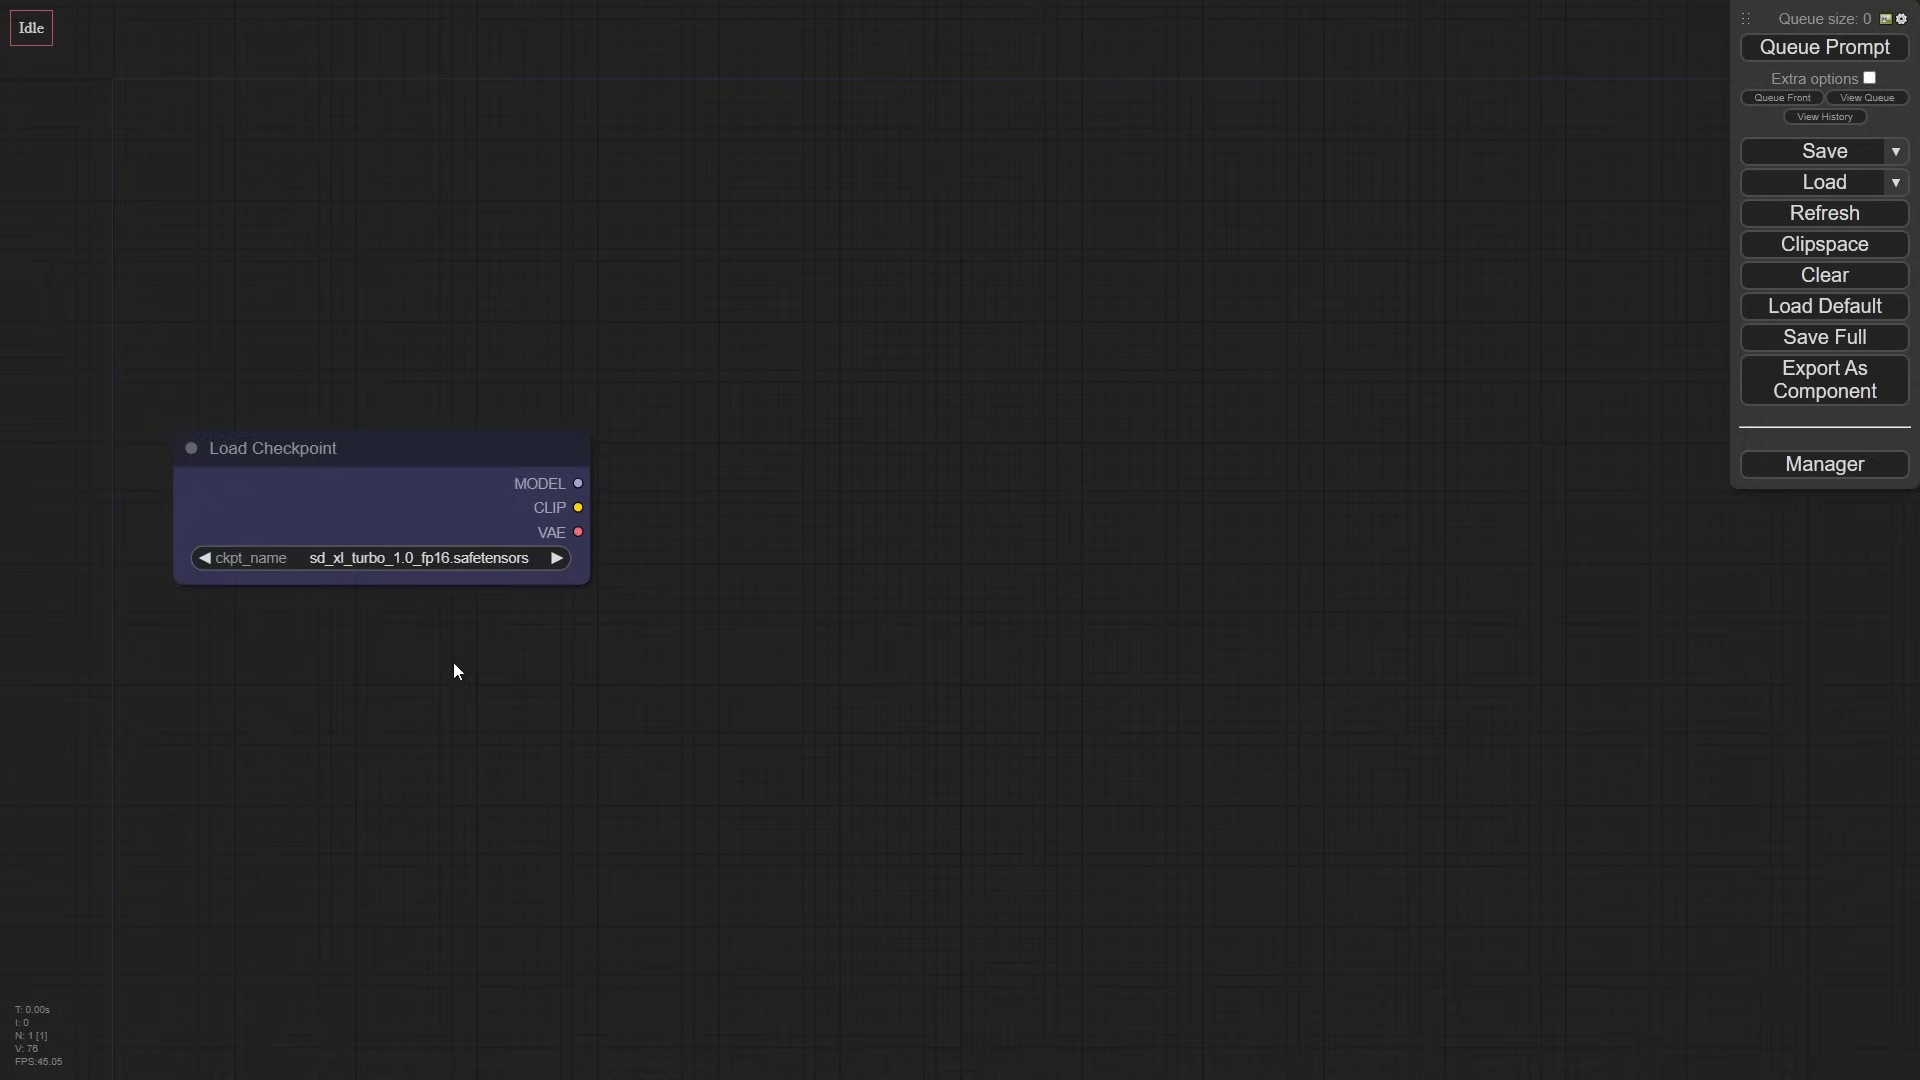 Idle
Queue size: 0
Queue Prompt
Extra options
Queue Front
View Queue
View History
Save ▼
Load ▼
Refresh
Clipspace
Clear
Load Default
Save Full
Export As
Component
Manager
Load Checkpoint
MODEL
CLIP
VAE
◀ ckpt_name sd_xl_turbo_1.0_fp16.safetensors ▶
T: 0.00s
I: 0
N: 1 [1]
V: 76
FPS:45.05